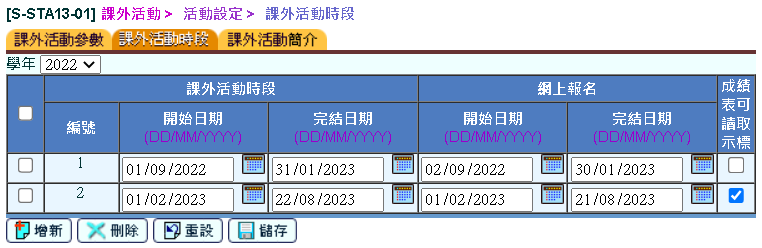 [S-STA13-01] 課外活動 > 活動設定 > 課外活動時段
課外活動參數 課外活動時段 課外活動簡介
學年 2022
課外活動時段 網上報名 成績表可讀取示標
編號 開始日期 (DD/MM/YYYY) 完結日期 (DD/MM/YYYY) 開始日期 (DD/MM/YYYY) 完結日期 (DD/MM/YYYY)
1 01/09/2022 31/01/2023 02/09/2022 30/01/2023
2 01/02/2023 22/08/2023 01/02/2023 21/08/2023
增新 刪除 重設 儲存